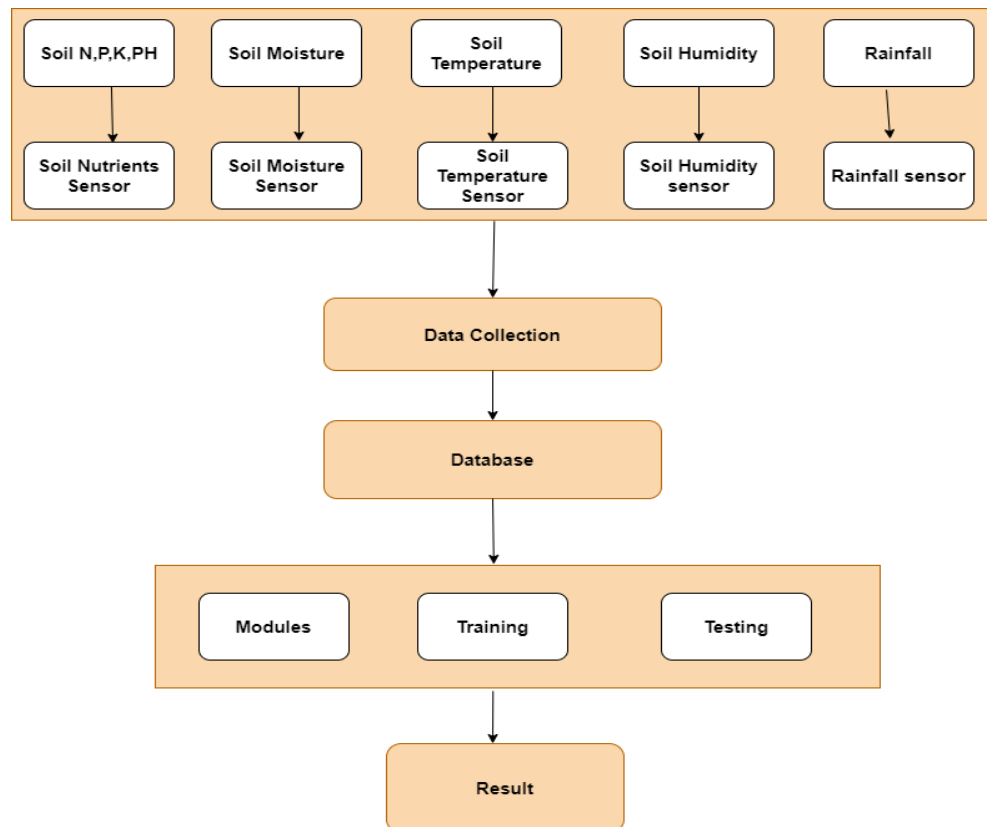 Soil N,P,K,PH
Soil Moisture
Soil
Temperature
Soil Humidity
Rainfall
Soil Nutrients
Sensor
Soil Moisture
Sensor
Soil
Temperature
Sensor
Soil Humidity
sensor
Rainfall sensor
Data Collection
Database
Modules
Training
Testing
Result